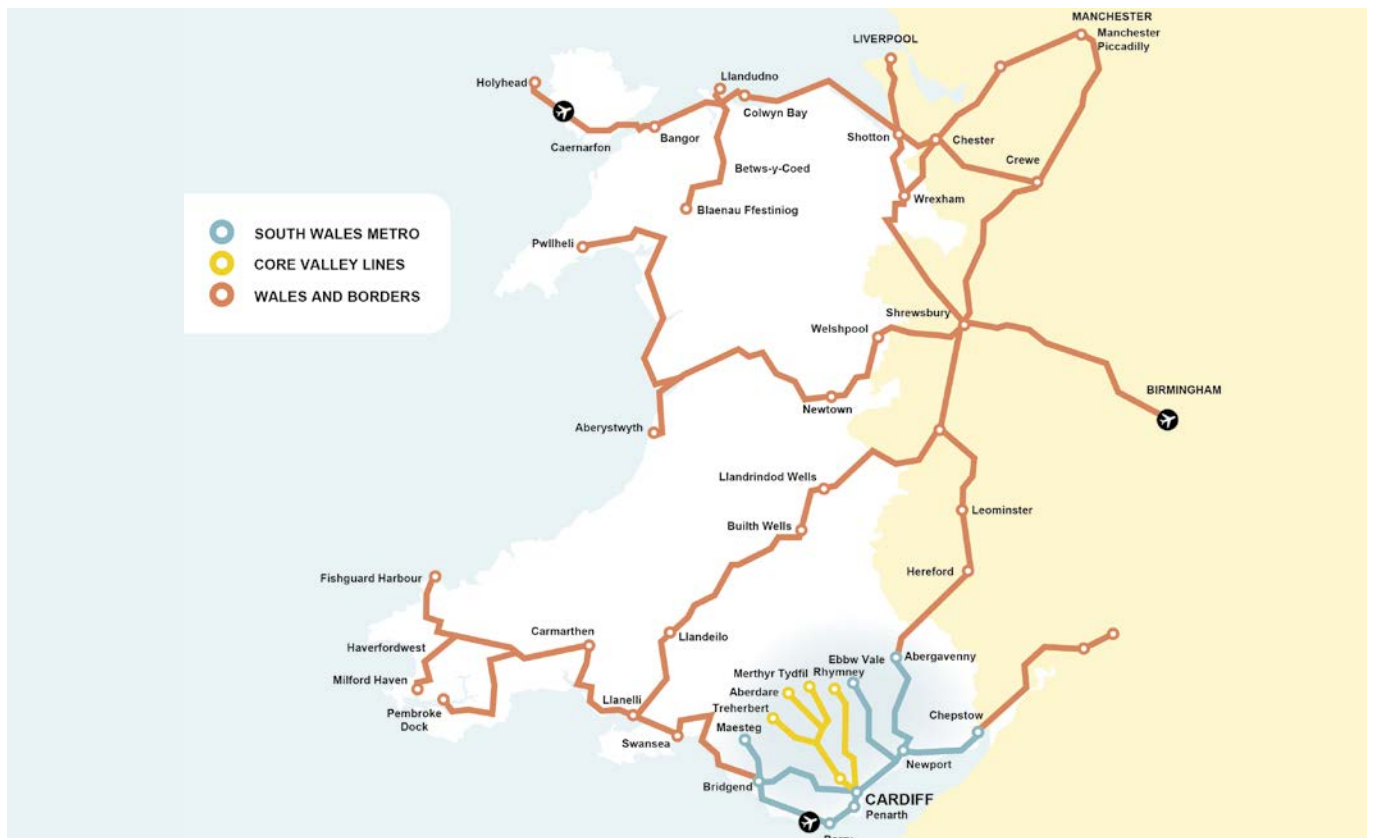 MANCHESTER
Manchester
Piccadilly
LIVERPOOL
Holyhead
Llandudno
Colwyn Bay
Bangor
Caernarfon
Shotton
Chester
Crewe
Betws-y-Coed
Wrexham
Blaenau Ffestiniog
SOUTH WALES METRO
CORE VALLEY LINES
WALES AND BORDERS
Pwllheli
Shrewsbury
Welshpool
BIRMINGHAM
Newtown
Aberystwyth
Llandrindod Wells
Builth Wells
Leominster
Hereford
Fishguard Harbour
Haverfordwest
Carmarthen
Llandeilo
Milford Haven
Pembroke
Dock
Llanelli
Swansea
Ebbw Vale
Abergavenny
Merthyr Tydfil
Rhymney
Aberdare
Treherbert
Maesteg
Chepstow
Newport
Bridgend
CARDIFF
Penarth